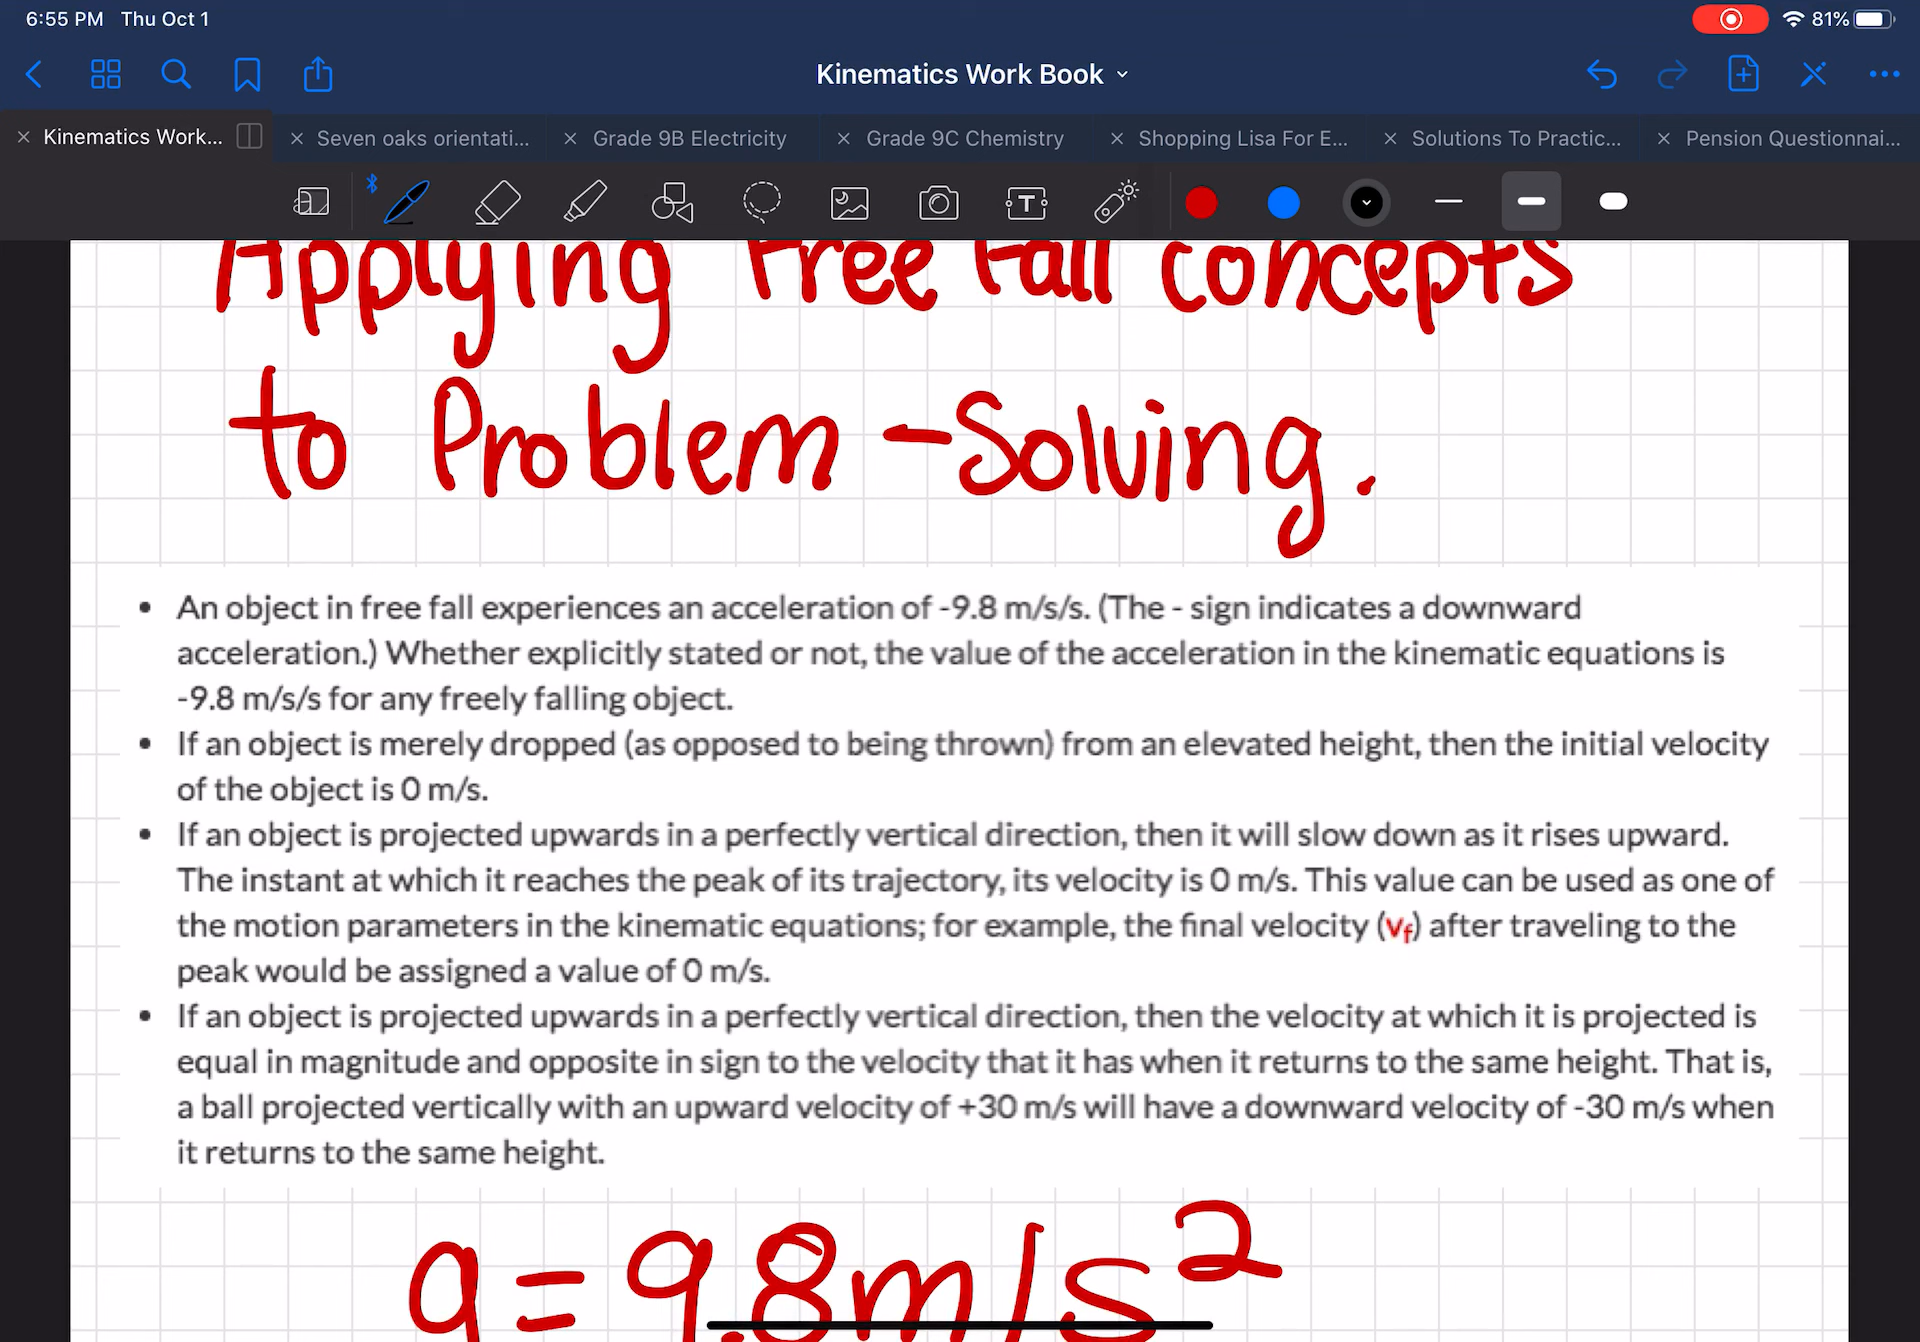 6:55 PM Thu Oct 1
81%
Kinematics Work Book
Kinematics Work...
Seven oaks orientati...
Grade 9B Electricity
Grade 9C Chemistry
Shopping Lisa For E...
Solutions To Practic...
Pension Questionnai...
Applying Free Fall concepts
to Problem - Solving.
• An object in free fall experiences an acceleration of -9.8 m/s/s. (The - sign indicates a downward
acceleration.) Whether explicitly stated or not, the value of the acceleration in the kinematic equations is
-9.8 m/s/s for any freely falling object.
• If an object is merely dropped (as opposed to being thrown) from an elevated height, then the initial velocity
of the object is 0 m/s.
• If an object is projected upwards in a perfectly vertical direction, then it will slow down as it rises upward.
The instant at which it reaches the peak of its trajectory, its velocity is 0 m/s. This value can be used as one of
the motion parameters in the kinematic equations; for example, the final velocity (vf) after traveling to the
peak would be assigned a value of 0 m/s.
• If an object is projected upwards in a perfectly vertical direction, then the velocity at which it is projected is
equal in magnitude and opposite in sign to the velocity that it has when it returns to the same height. That is,
a ball projected vertically with an upward velocity of +30 m/s will have a downward velocity of -30 m/s when
it returns to the same height.
a = 9.8m/s²